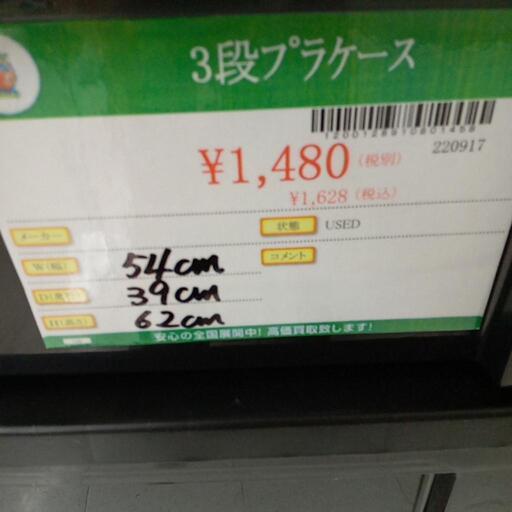 3段プラケース
1200128910801458
220917
¥1,480(税別)
¥1,628(税込)
メーカー
状態 USED
W(幅) 54cm
コメント
D(奥行) 39cm
H(高さ) 62cm
安心の全国展開中! 高価買取致します!